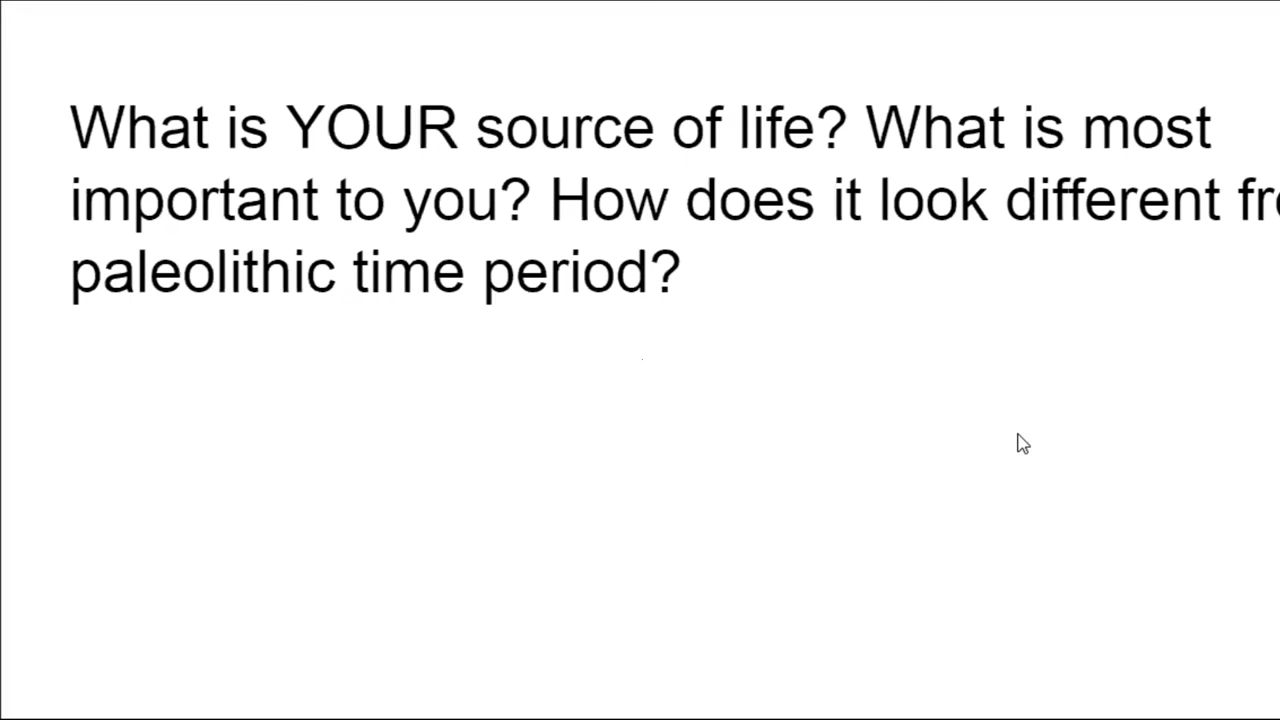 What is YOUR source of life? What is most
important to you? How does it look different
paleolithic time period?